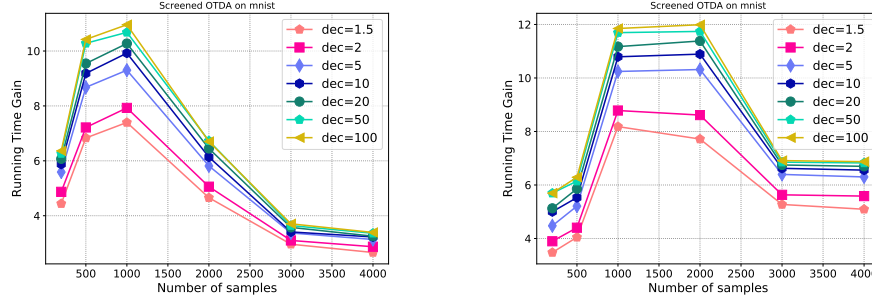 Screened OTDA on mnist
10
8
6
4
Running Time Gain
dec=1.5
dec=2
dec=5
dec=10
dec=20
dec=50
dec=100
500 1000 2000 3000 4000
Number of samples
Screened OTDA on mnist
12
10
8
6
4
Running Time Gain
dec=1.5
dec=2
dec=5
dec=10
dec=20
dec=50
dec=100
500 1000 2000 3000 400
Number of samples